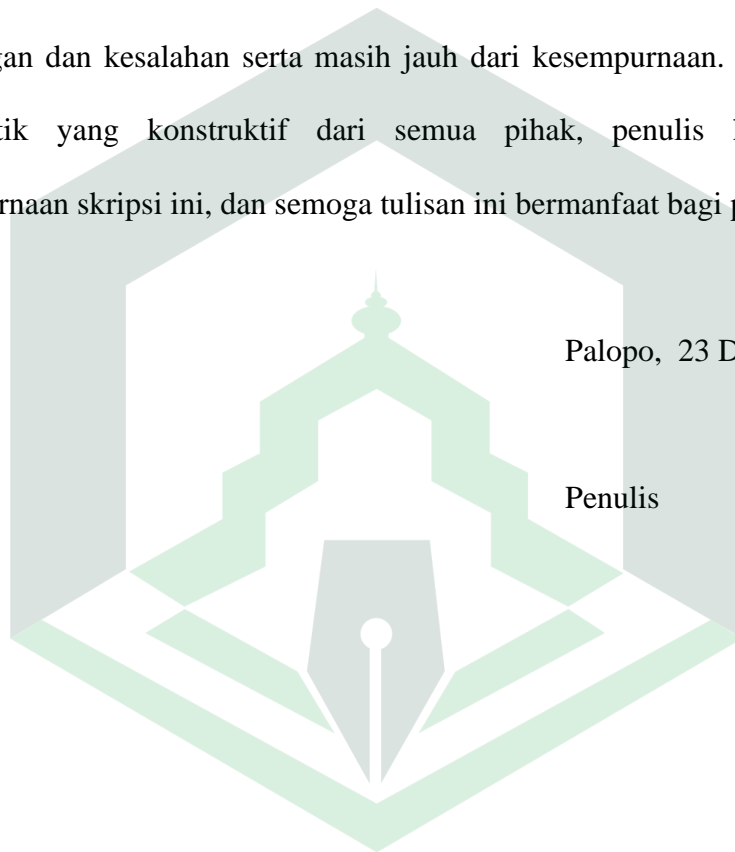 gan dan kesalahan serta masih jauh dari kesempurnaan.
tik yang konstruktif dari semua pihak, penulis
rnaan skripsi ini, dan semoga tulisan ini bermanfaat bagi
Palopo, 23 D
Penulis